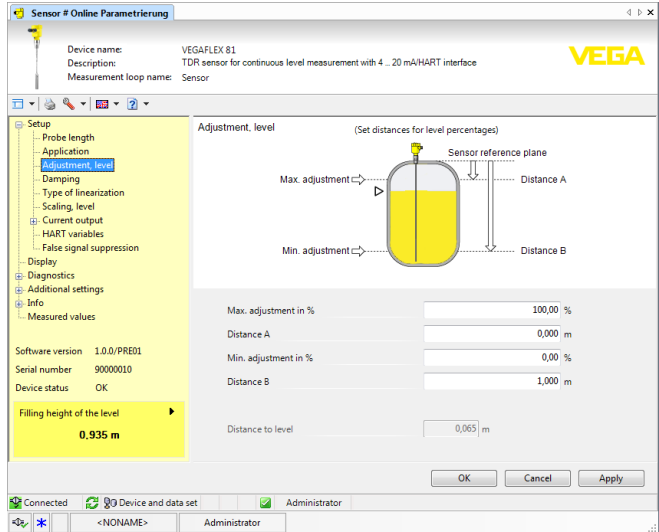 Sensor # Online Parametrierung
Device name: VEGAFLEX 81
Description: TDR sensor for continuous level measurement with 4 .. 20 mA/HART interface
Measurement loop name: Sensor
VEGA
Setup
Probe length
Application
Adjustment, level
Damping
Type of linearization
Scaling, level
Current output
HART variables
False signal suppression
Display
Diagnostics
Additional settings
Info
Measured values
Software version 1.0.0/PRE01
Serial number 90000010
Device status OK
Filling height of the level
0,935 m
Adjustment, level
(Set distances for level percentages)
Sensor reference plane
Max. adjustment
Distance A
Min. adjustment
Distance B
Max. adjustment in % 100,00 %
Distance A 0,000 m
Min. adjustment in % 0,00 %
Distance B 1,000 m
Distance to level 0,065 m
OK Cancel Apply
Connected Device and data set Administrator
<NONAME> Administrator